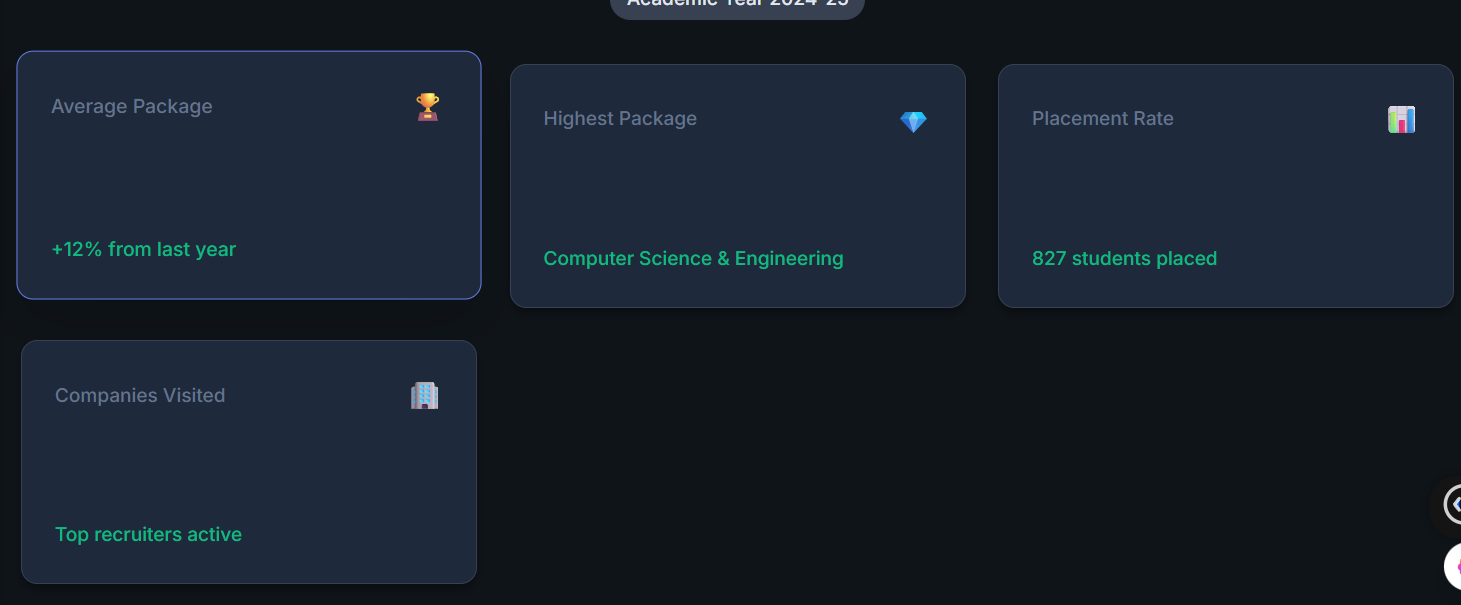 Academic Year 2024-25
Average Package
Highest Package
Placement Rate
+12% from last year
Computer Science & Engineering
827 students placed
Companies Visited
Top recruiters active